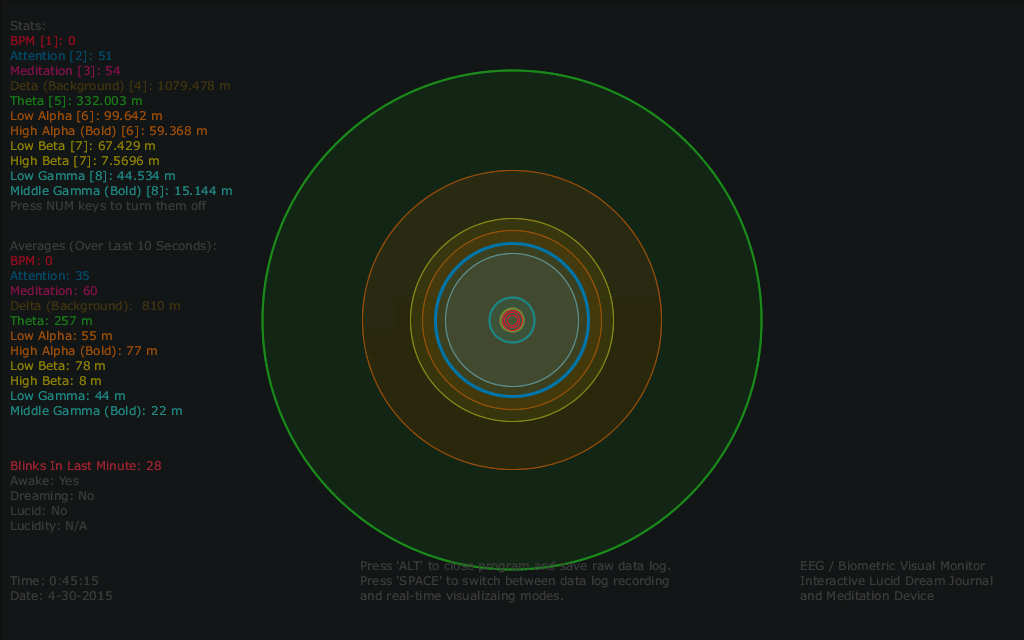 Stats:
BPM [1]: 0
Attention [2]: 51
Meditation [3]: 54
Deta (Background) [4]: 1079.478 m
Theta [5]: 332.003 m
Low Alpha [6]: 99.642 m
High Alpha (Bold) [6]: 59.368 m
Low Beta [7]: 67.429 m
High Beta [7]: 7.5696 m
Low Gamma [8]: 44.534 m
Middle Gamma (Bold) [8]: 15.144 m
Press NUM keys to turn them off
Averages (Over Last 10 Seconds):
BPM: 0
Attention: 35
Meditation: 60
Delta (Background):  810 m
Theta: 257 m
Low Alpha: 55 m
High Alpha (Bold): 77 m
Low Beta: 78 m
High Beta: 8 m
Low Gamma: 44 m
Middle Gamma (Bold): 22 m
Blinks In Last Minute: 28
Awake: Yes
Dreaming: No
Lucid: No
Lucidity: N/A
Time: 0:45:15
Date: 4-30-2015
Press 'ALT' to close program and save raw data log.
Press 'SPACE' to switch between data log recording
and real-time visualizaing modes.
EEG / Biometric Visual Monitor
Interactive Lucid Dream Journal
and Meditation Device